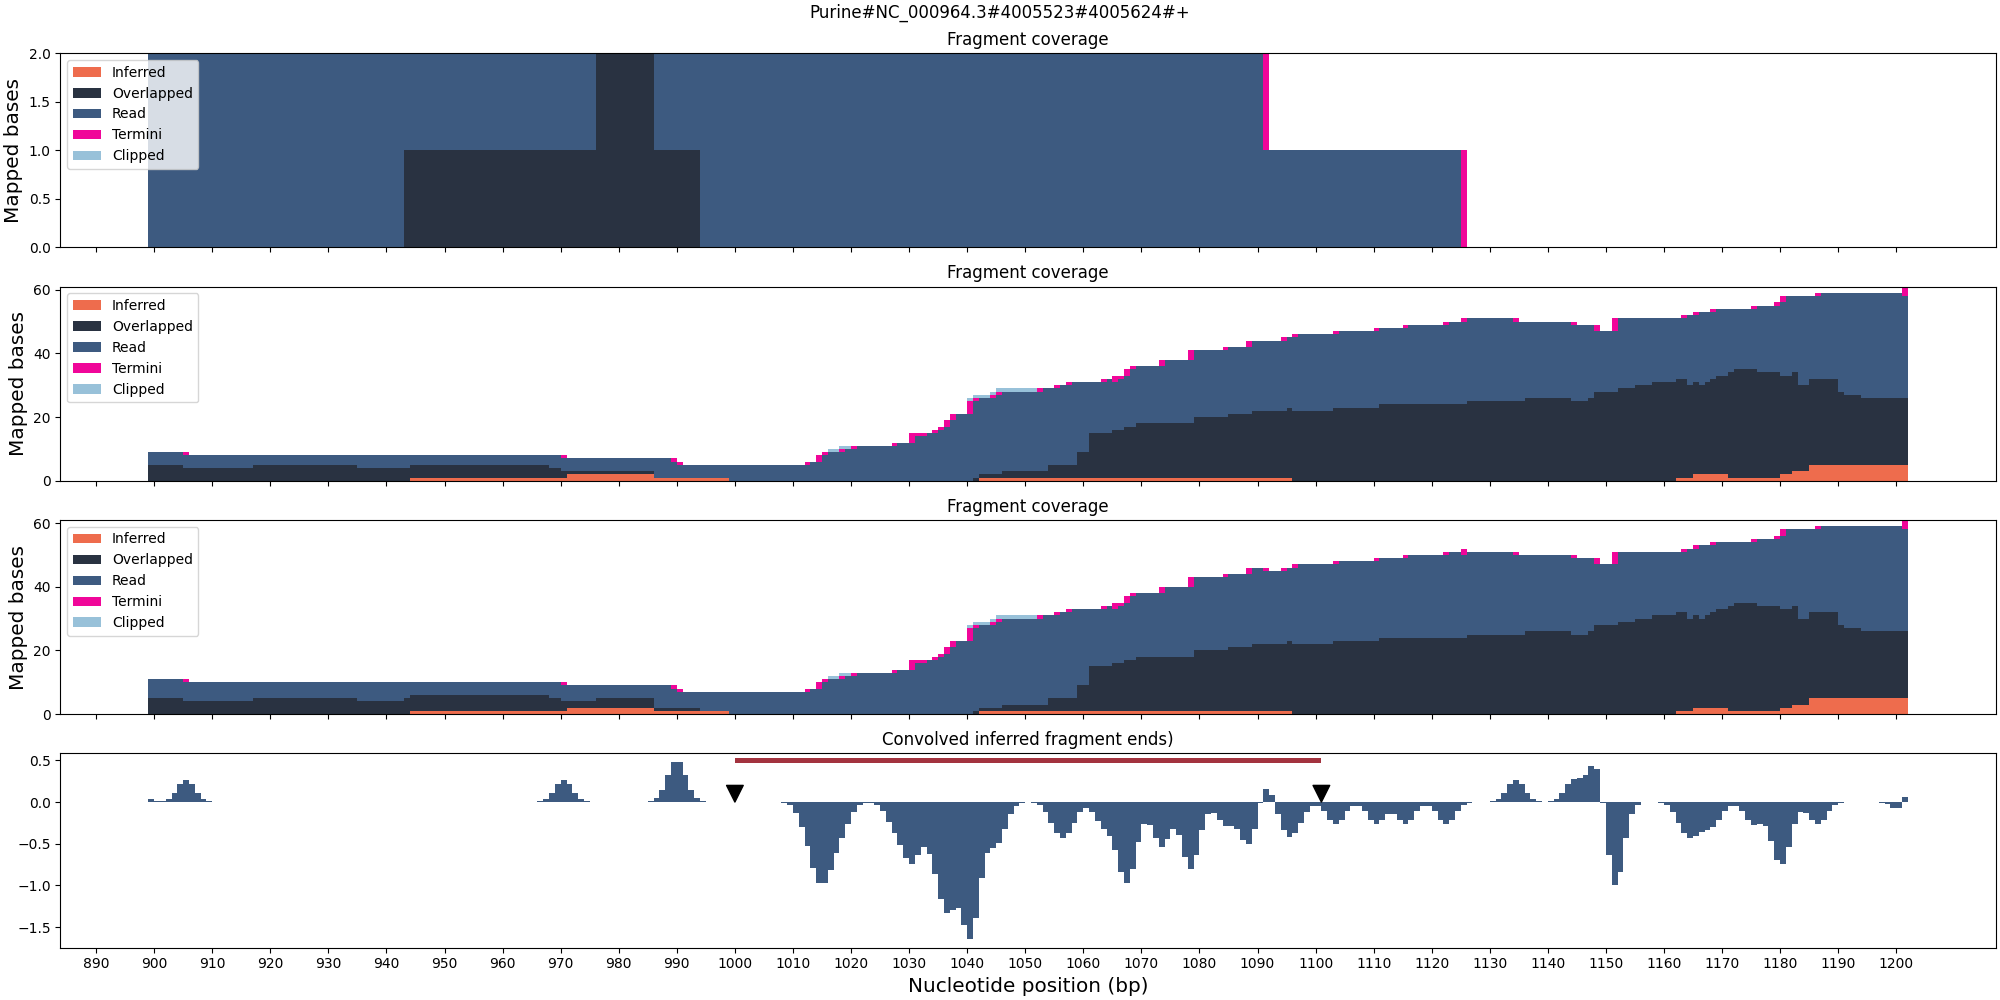 Purine#NC_000964.3#4005523#4005624#+
Fragment coverage
Mapped bases
2.0
1.5
1.0
0.5
0.0
Inferred
Overlapped
Read
Termini
Clipped
Fragment coverage
Mapped bases
60
40
20
0
Inferred
Overlapped
Read
Termini
Clipped
Fragment coverage
Mapped bases
60
40
20
0
Inferred
Overlapped
Read
Termini
Clipped
Convolved inferred fragment ends)
0.5
0.0
−0.5
−1.0
−1.5
890 900 910 920 930 940 950 960 970 980 990 1000 1010 1020 1030 1040 1050 1060 1070 1080 1090 1100 1110 1120 1130 1140 1150 1160 1170 1180 1190 1200
Nucleotide position (bp)